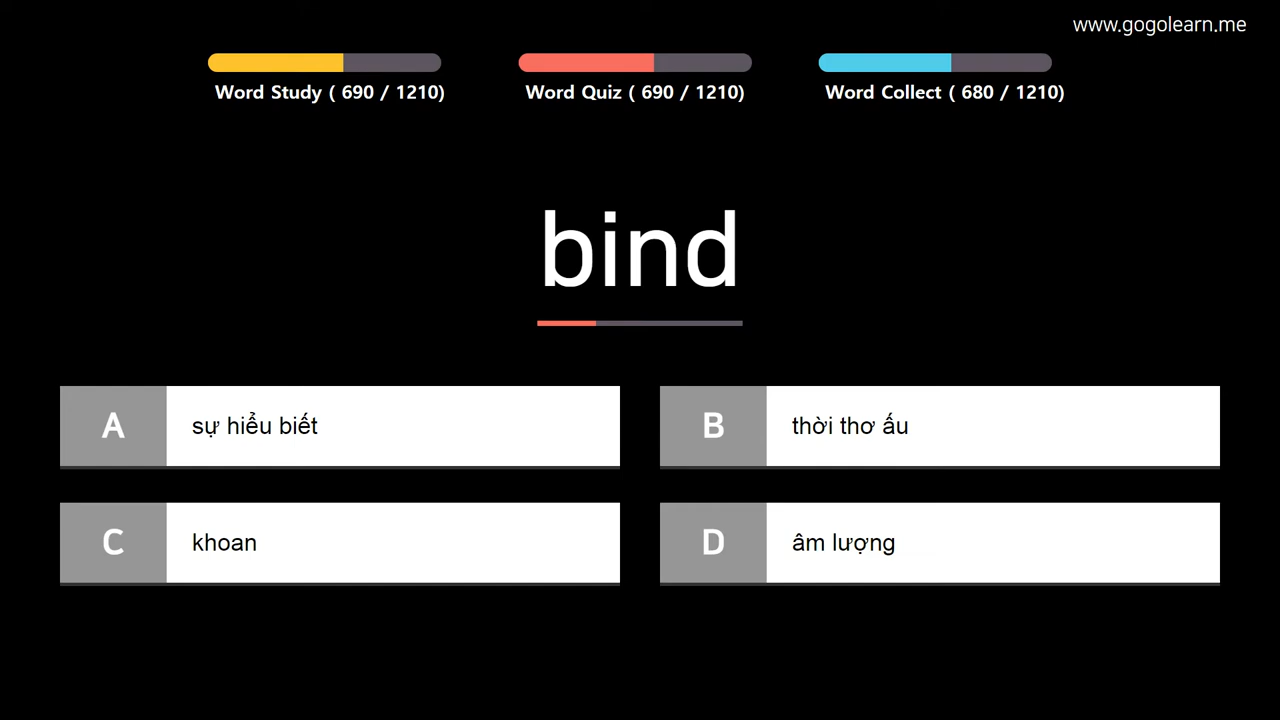 www.gogolearn.me
Word Study ( 690 / 1210)
Word Quiz ( 690 / 1210)
Word Collect ( 680 / 1210)
bind
A sự hiểu biết
B thời thơ ấu
C khoan
D âm lượng